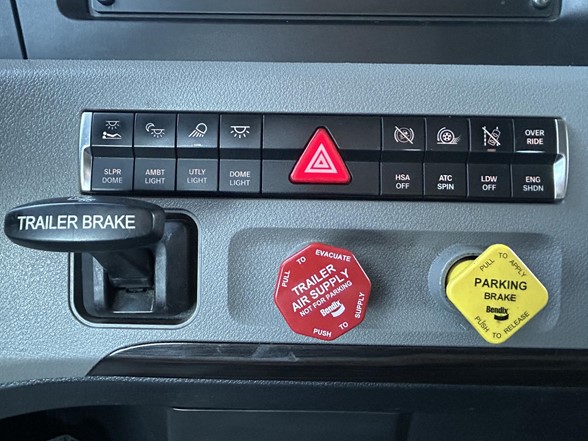 OVER
RIDE
SLPR
DOME
AMBT
LIGHT
UTLY
LIGHT
DOME
LIGHT
HSA
OFF
ATC
SPIN
LDW
OFF
ENG
SHDN
TRAILER BRAKE
PULL TO EVACUATE
TRAILER
AIR SUPPLY
NOT FOR PARKING
Bendix
PUSH TO SUPPLY
PULL TO APPLY
PARKING
BRAKE
Bendix
PUSH TO RELEASE